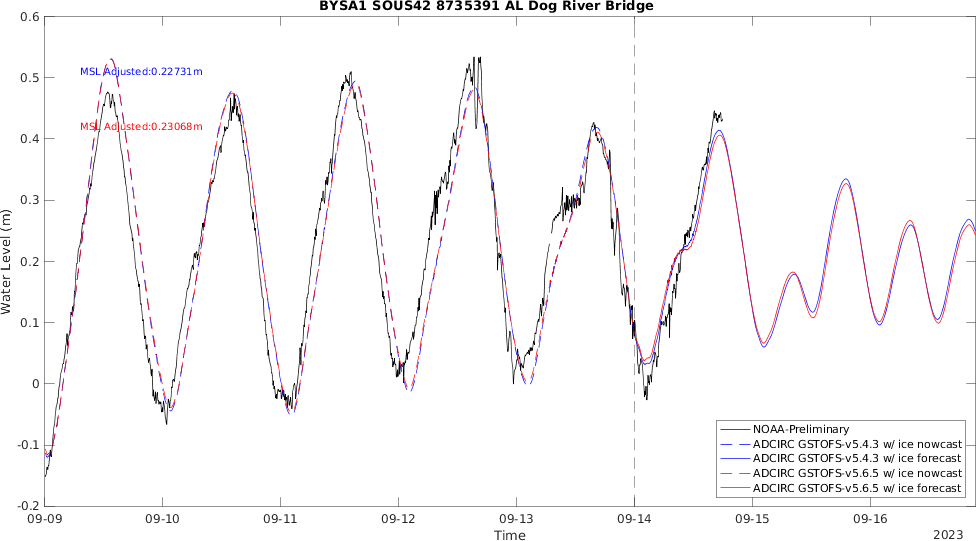 BYSA1 SOUS42 8735391 AL Dog River Bridge
0.6
0.5
0.4
0.3
0.2
0.1
0
-0.1
-0.2
Water Level (m)
MSL Adjusted:0.22731m
MSL Adjusted:0.23068m
NOAA-Preliminary
ADCIRC GSTOFS-v5.4.3 w/ ice nowcast
ADCIRC GSTOFS-v5.4.3 w/ ice forecast
ADCIRC GSTOFS-v5.6.5 w/ ice nowcast
ADCIRC GSTOFS-v5.6.5 w/ ice forecast
09-09 09-10 09-11 09-12 09-13 09-14 09-15 09-16
Time
2023